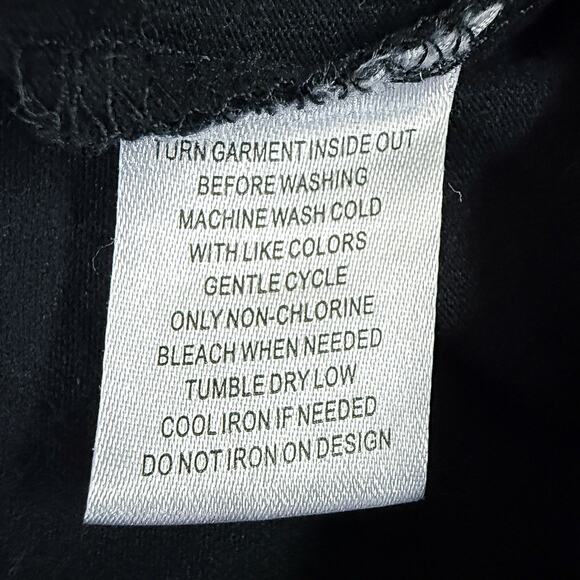 TURN GARMENT INSIDE OUT
BEFORE WASHING
MACHINE WASH COLD
WITH LIKE COLORS
GENTLE CYCLE
ONLY NON-CHLORINE
BLEACH WHEN NEEDED
TUMBLE DRY LOW
COOL IRON IF NEEDED
DO NOT IRON ON DESIGN